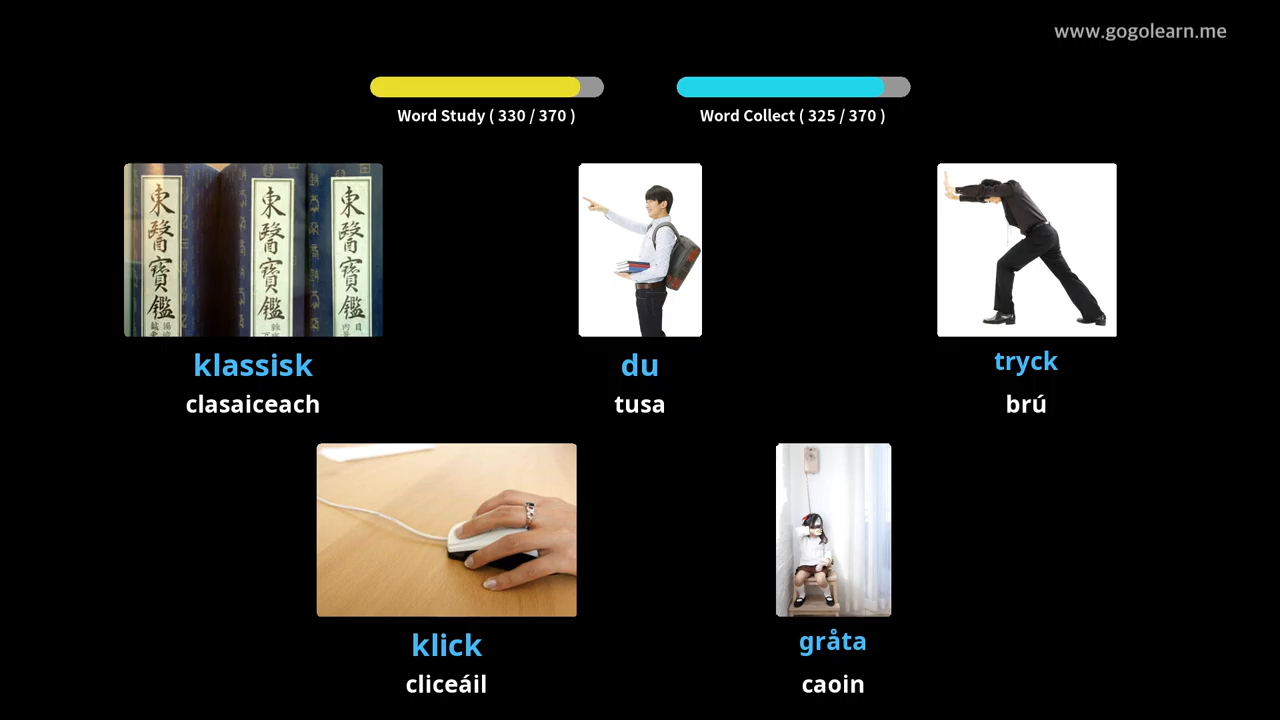 www.gogolearn.me
Word Study ( 330 / 370 )
Word Collect ( 325 / 370 )
東醫寶鑑
東醫寶鑑
東醫寶鑑
klassisk
clasaiceach
du
tusa
tryck
brú
klick
cliceáil
gråta
caoin